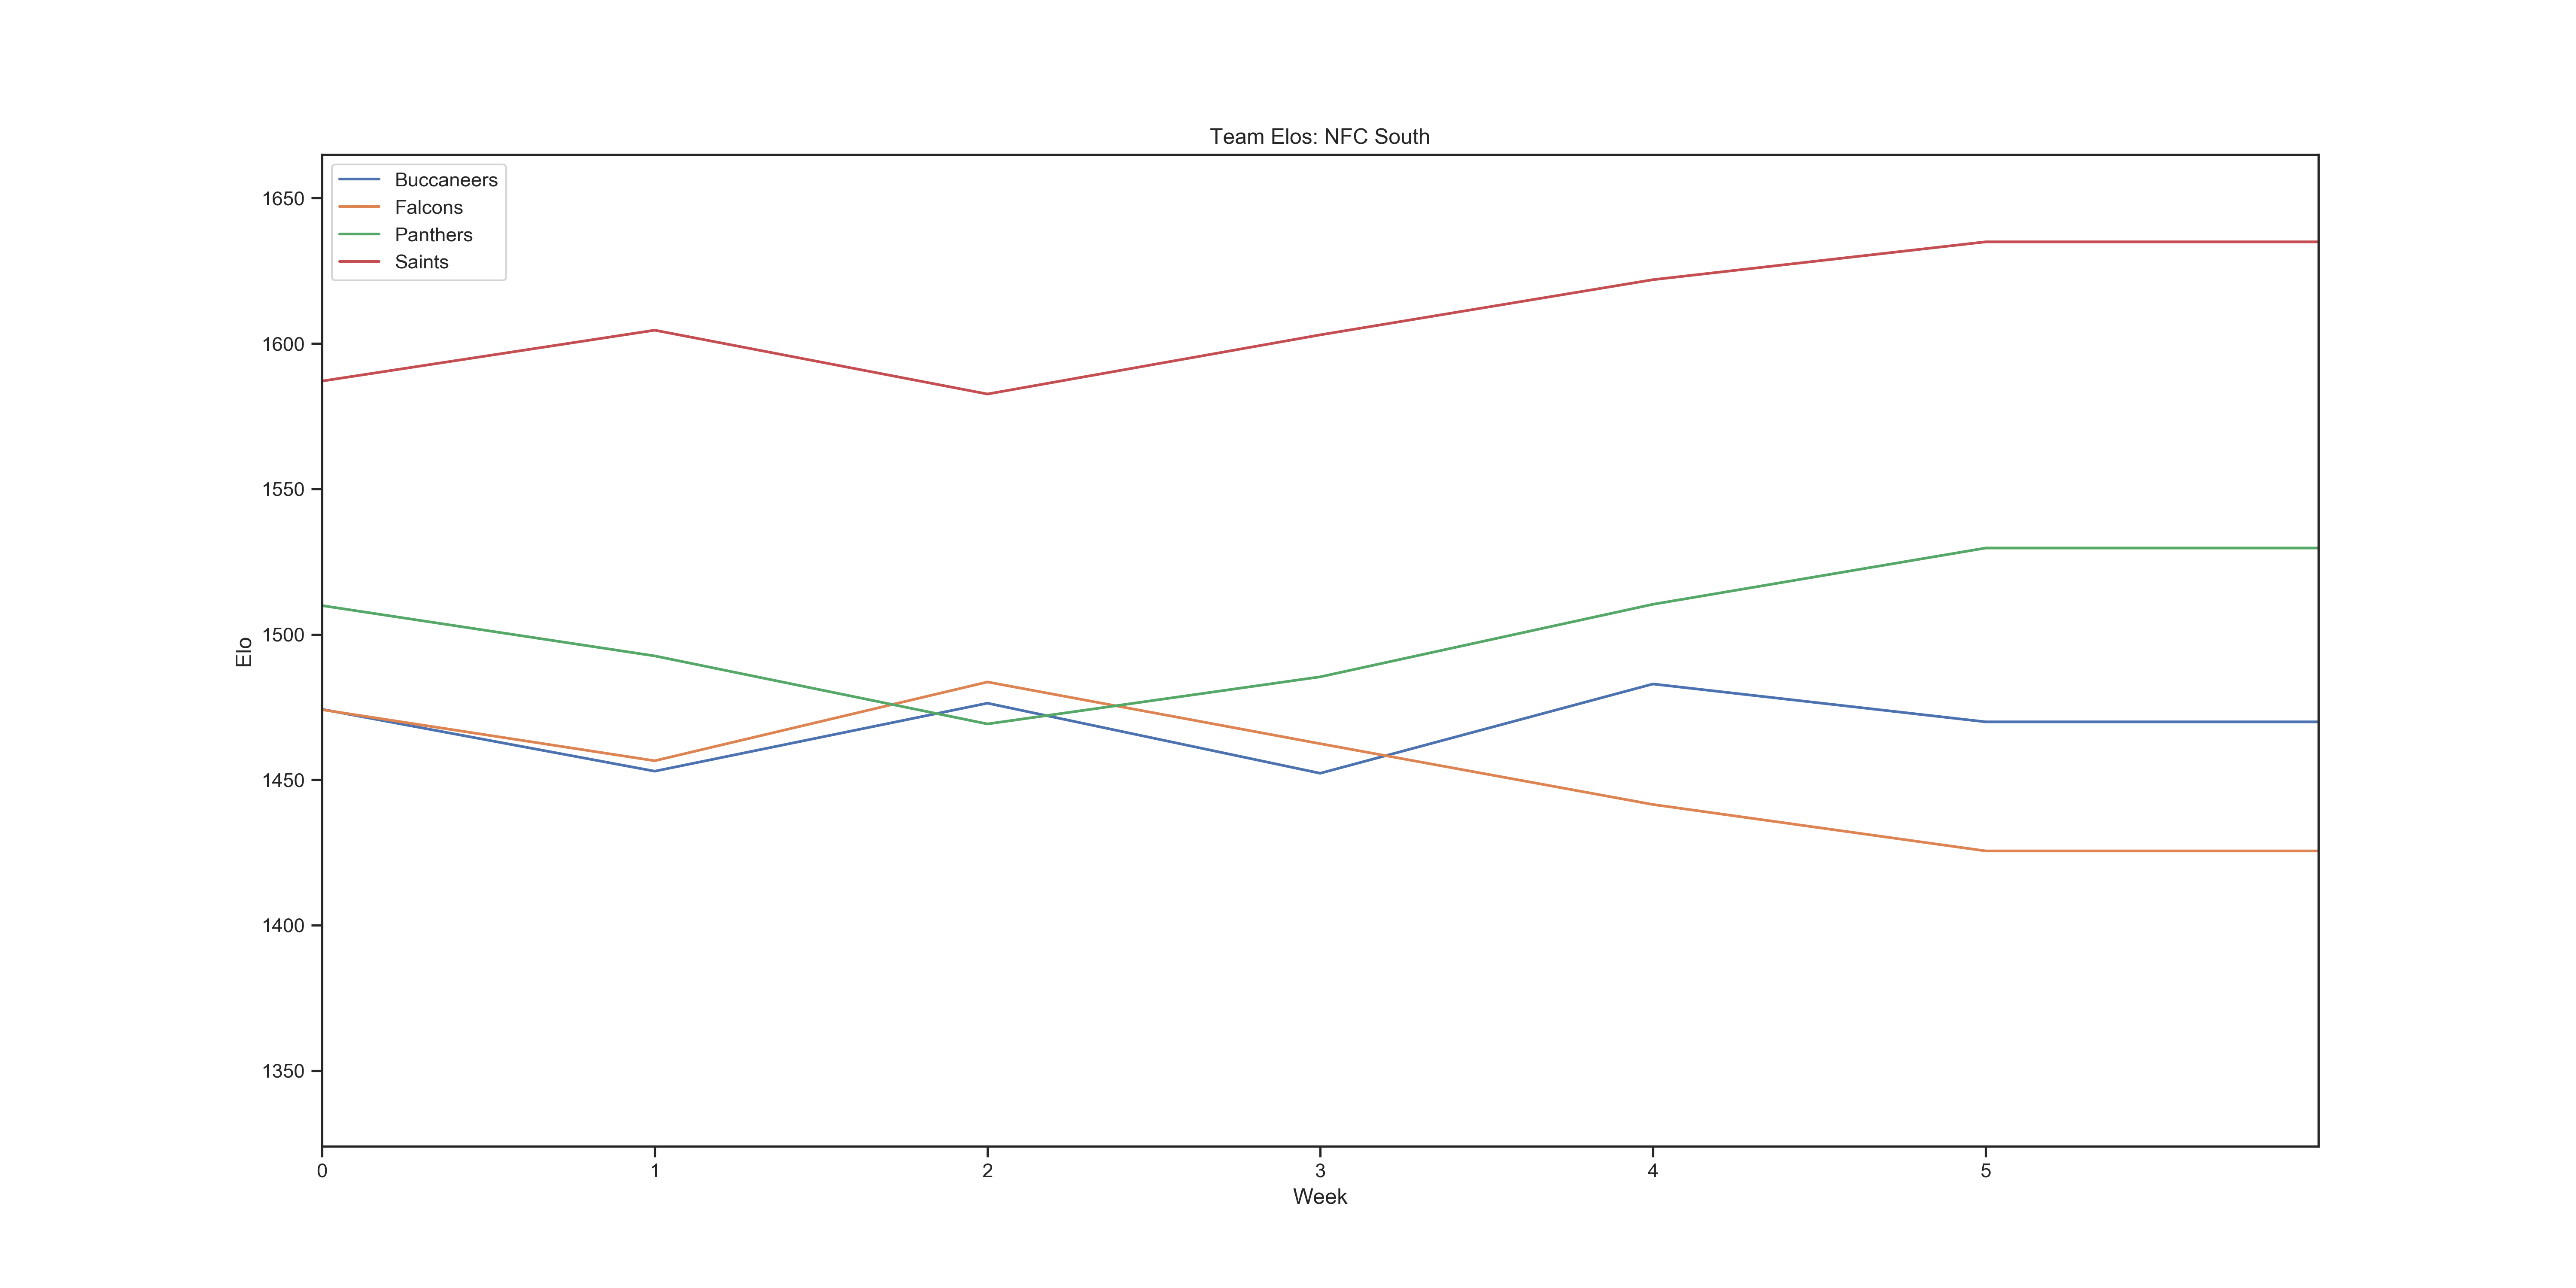 Team Elos: NFC South
Buccaneers
Falcons
Panthers
Saints
1650
1600
1550
1500
1450
1400
1350
Elo
0 1 2 3 4 5
Week